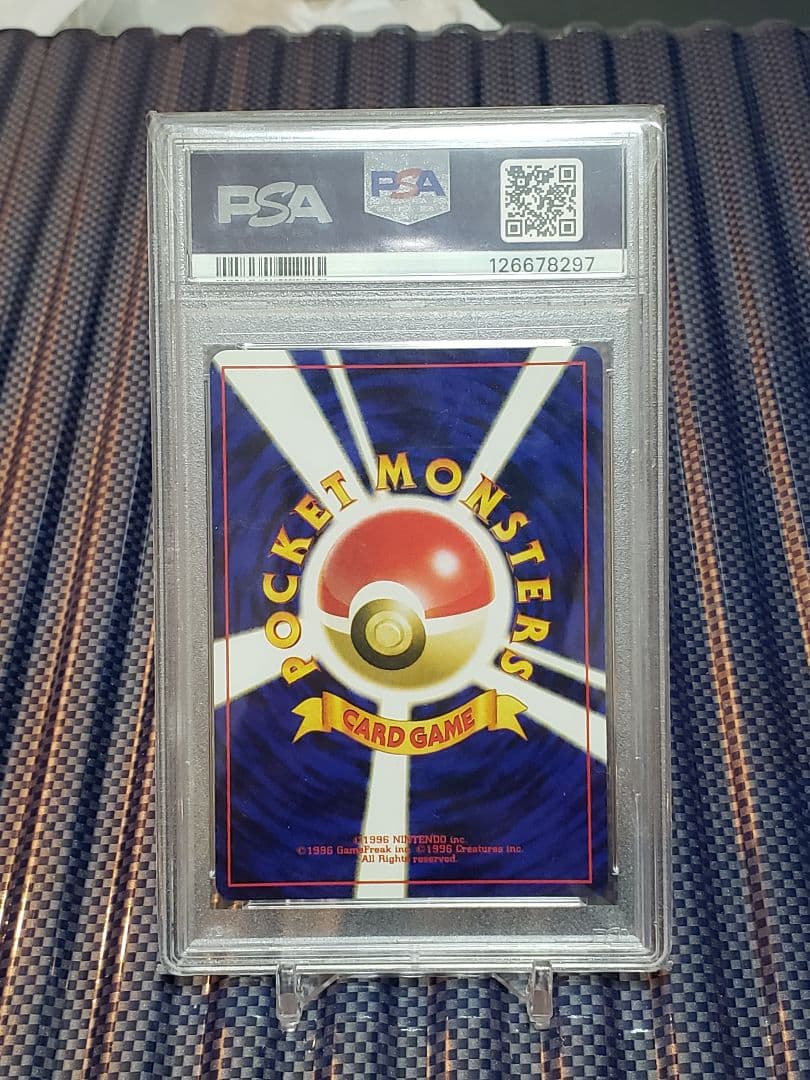 PSA
PSA
126678297
POCKET MONSTERS
CARD GAME
©1996 NINTENDO inc.
©1996 GameFreak inc. ©1996 Creatures inc.
All Rights reserved.